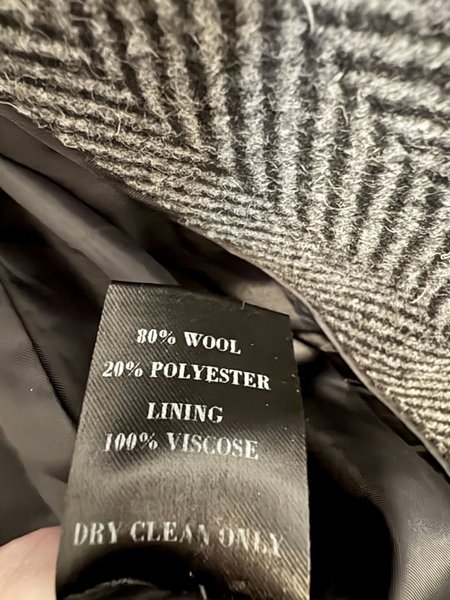 80% WOOL
20% POLYESTER
LINING
100% VISCOSE
DRY CLEAN ONLY